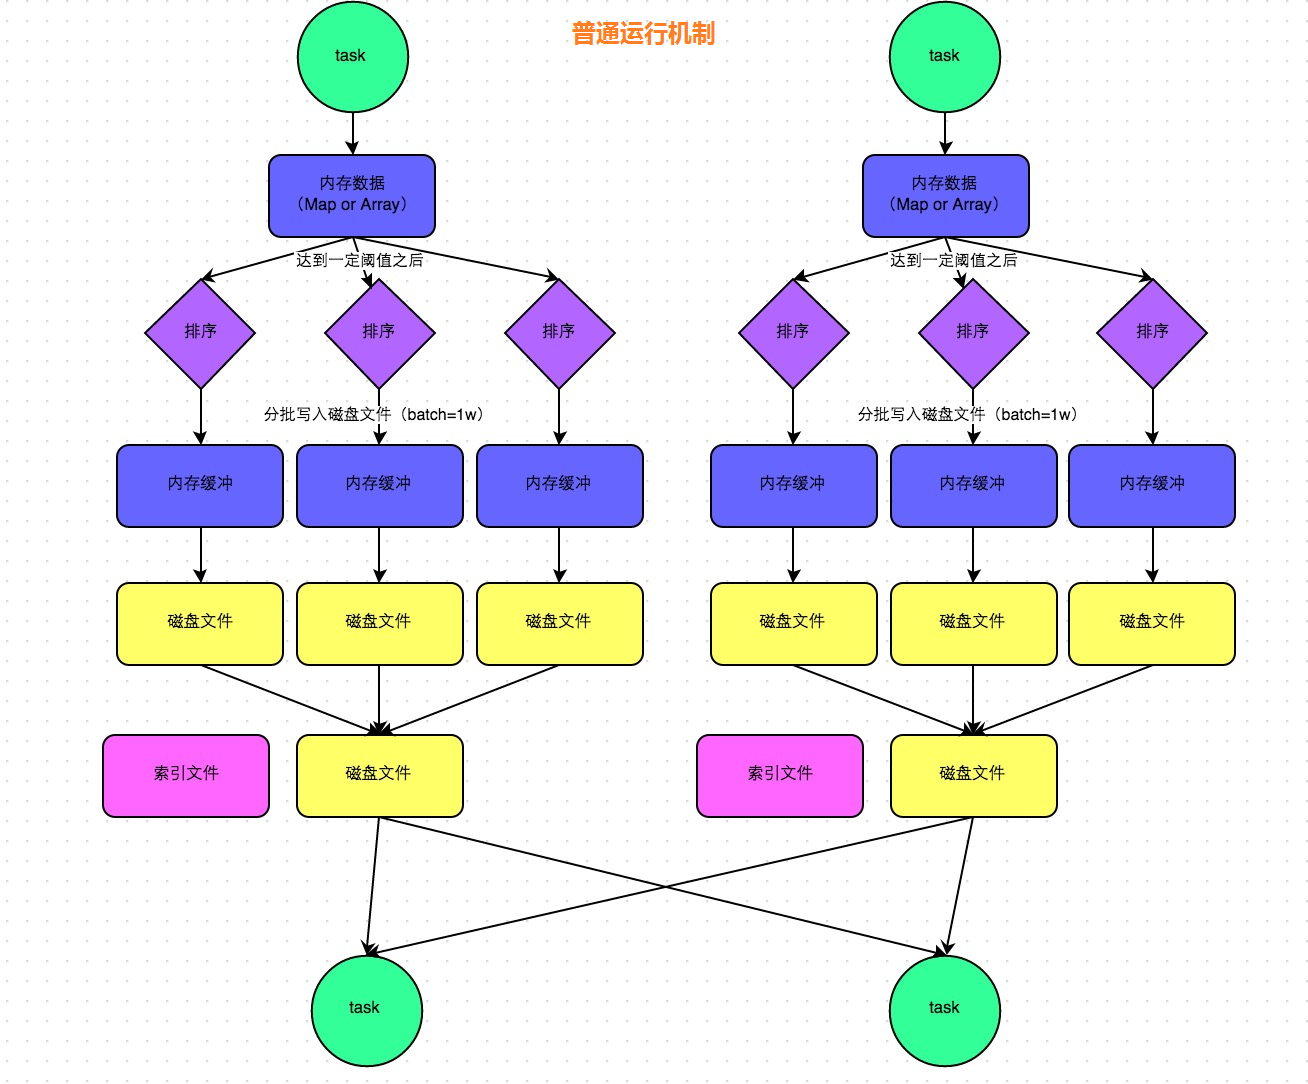 普通运行机制
task
task
内存数据
（Map or Array）
内存数据
（Map or Array）
达到一定阈值之后
达到一定阈值之后
排序
排序
排序
排序
排序
排序
分批写入磁盘文件（batch=1w）
分批写入磁盘文件（batch=1w）
内存缓冲
内存缓冲
内存缓冲
内存缓冲
内存缓冲
内存缓冲
磁盘文件
磁盘文件
磁盘文件
磁盘文件
磁盘文件
磁盘文件
索引文件
磁盘文件
索引文件
磁盘文件
task
task